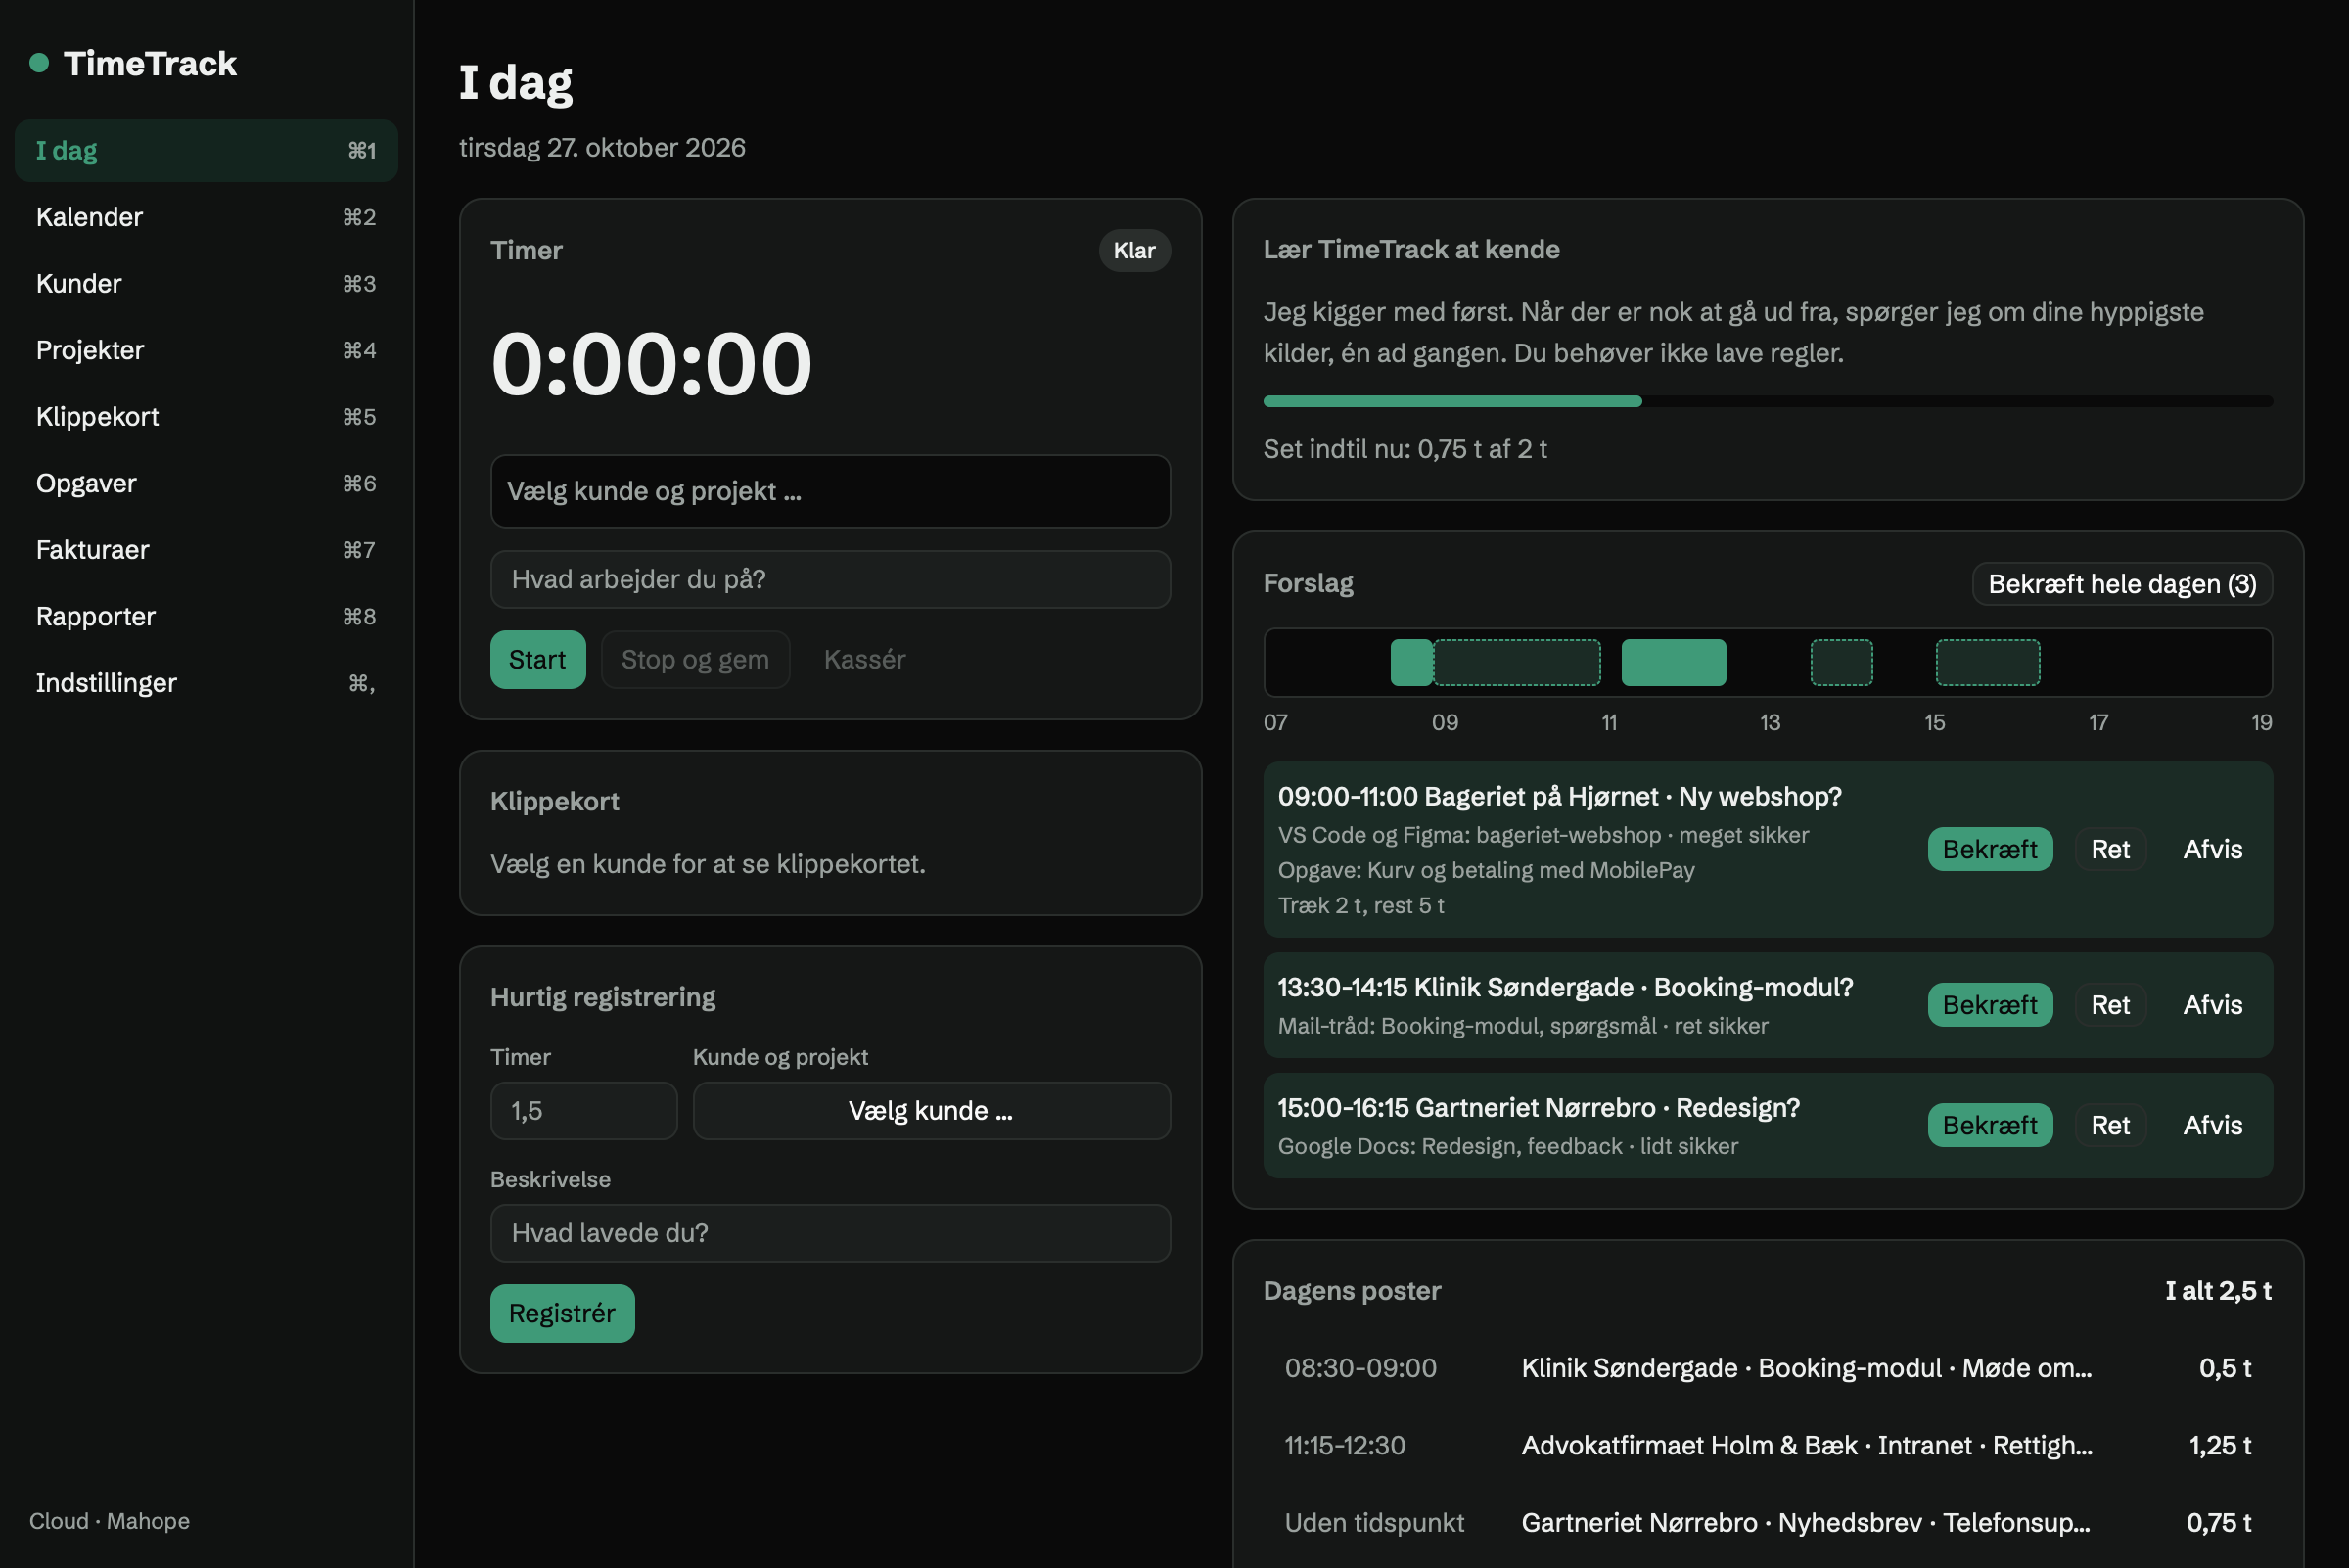 TimeTrack
I dag ⌘1
Kalender ⌘2
Kunder ⌘3
Projekter ⌘4
Klippekort ⌘5
Opgaver ⌘6
Fakturaer ⌘7
Rapporter ⌘8
Indstillinger ⌘,
Cloud · Mahope
I dag
tirsdag 27. oktober 2026
Timer Klar
0:00:00
Vælg kunde og projekt ...
Hvad arbejder du på?
Start Stop og gem Kassér
Klippekort
Vælg en kunde for at se klippekortet.
Hurtig registrering
Timer Kunde og projekt
1,5 Vælg kunde ...
Beskrivelse
Hvad lavede du?
Registrér
Lær TimeTrack at kende
Jeg kigger med først. Når der er nok at gå ud fra, spørger jeg om dine hyppigste
kilder, én ad gangen. Du behøver ikke lave regler.
Set indtil nu: 0,75 t af 2 t
Forslag Bekræft hele dagen (3)
07 09 11 13 15 17 19
09:00-11:00 Bageriet på Hjørnet · Ny webshop?
VS Code og Figma: bageriet-webshop · meget sikker
Opgave: Kurv og betaling med MobilePay
Træk 2 t, rest 5 t
Bekræft Ret Afvis
13:30-14:15 Klinik Søndergade · Booking-modul?
Mail-tråd: Booking-modul, spørgsmål · ret sikker
Bekræft Ret Afvis
15:00-16:15 Gartneriet Nørrebro · Redesign?
Google Docs: Redesign, feedback · lidt sikker
Bekræft Ret Afvis
Dagens poster I alt 2,5 t
08:30-09:00 Klinik Søndergade · Booking-modul · Møde om... 0,5 t
11:15-12:30 Advokatfirmaet Holm & Bæk · Intranet · Rettigh... 1,25 t
Uden tidspunkt Gartneriet Nørrebro · Nyhedsbrev · Telefonsup... 0,75 t